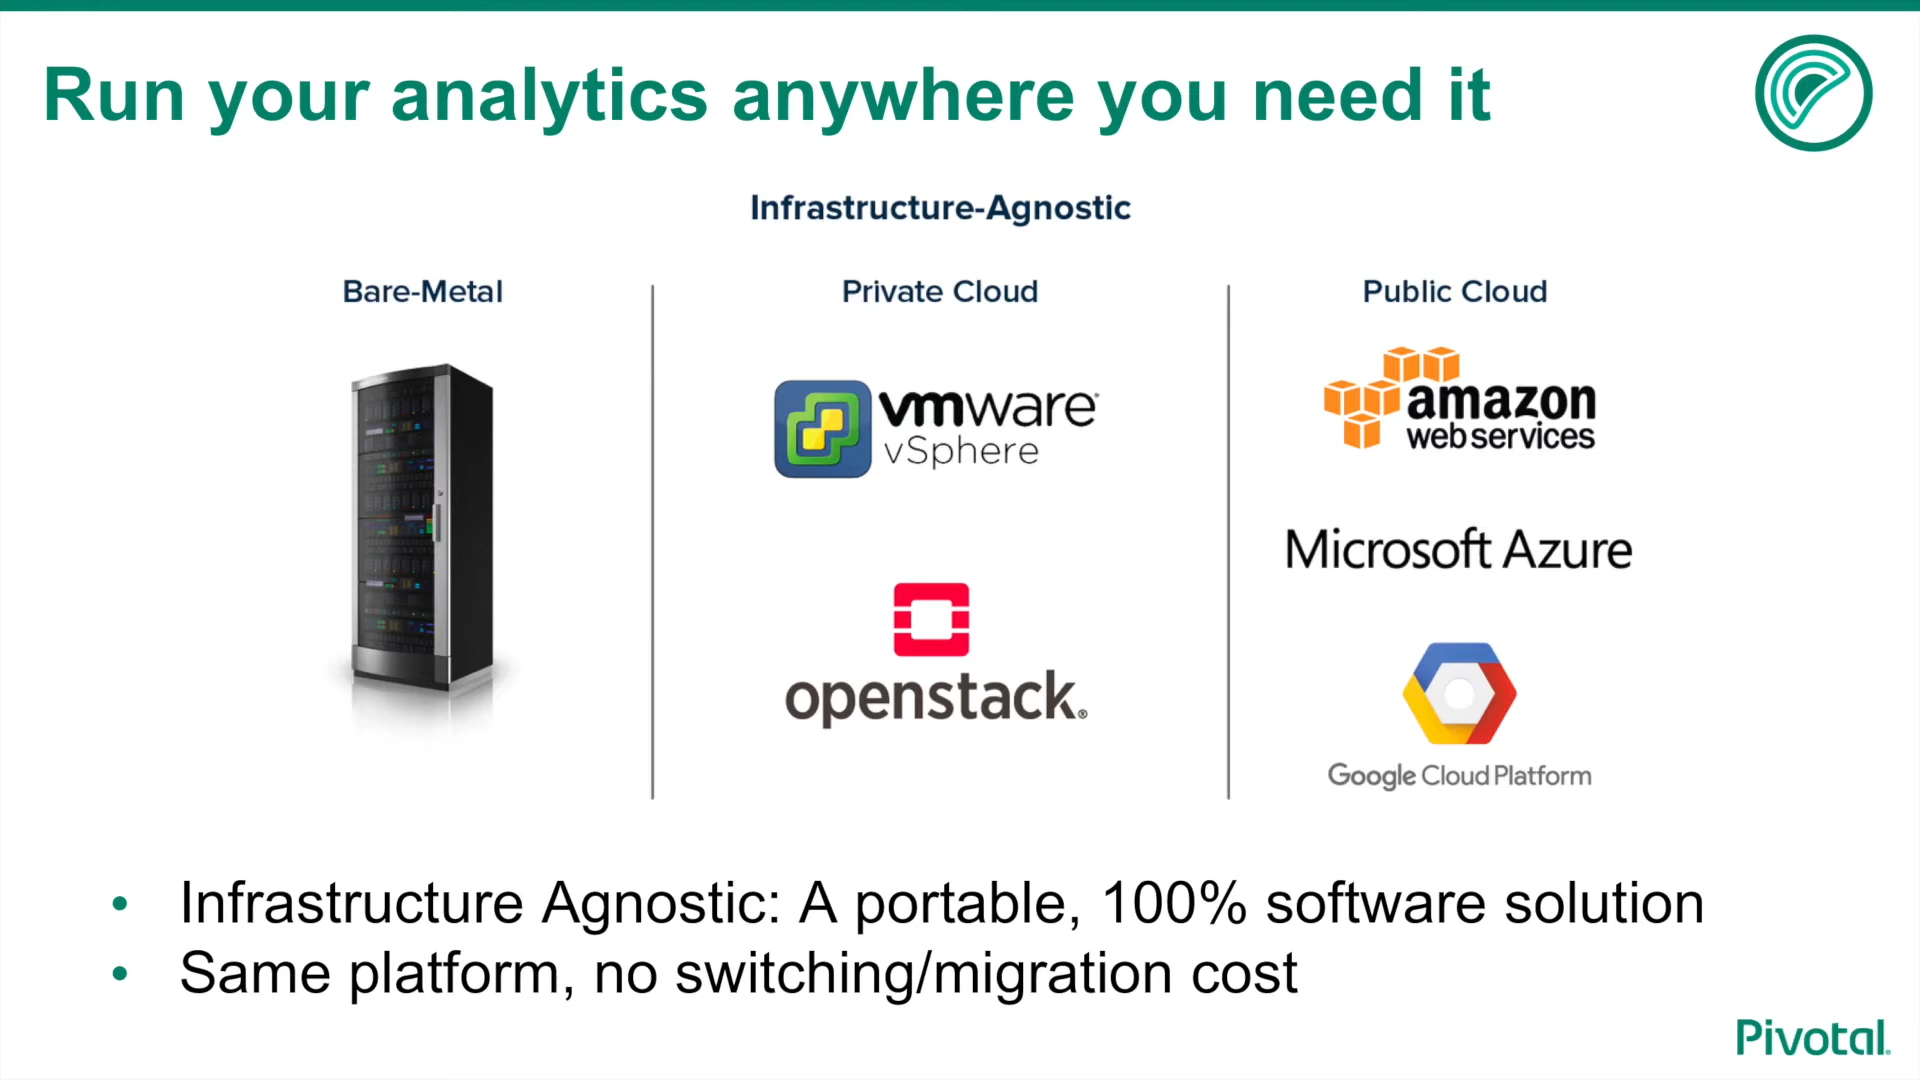 Run your analytics anywhere you need it
Infrastructure-Agnostic
Bare-Metal
Private Cloud
Public Cloud
vmware
vSphere
openstack®
amazon
web services
Microsoft Azure
Google Cloud Platform
• Infrastructure Agnostic: A portable, 100% software solution
• Same platform, no switching/migration cost
Pivotal